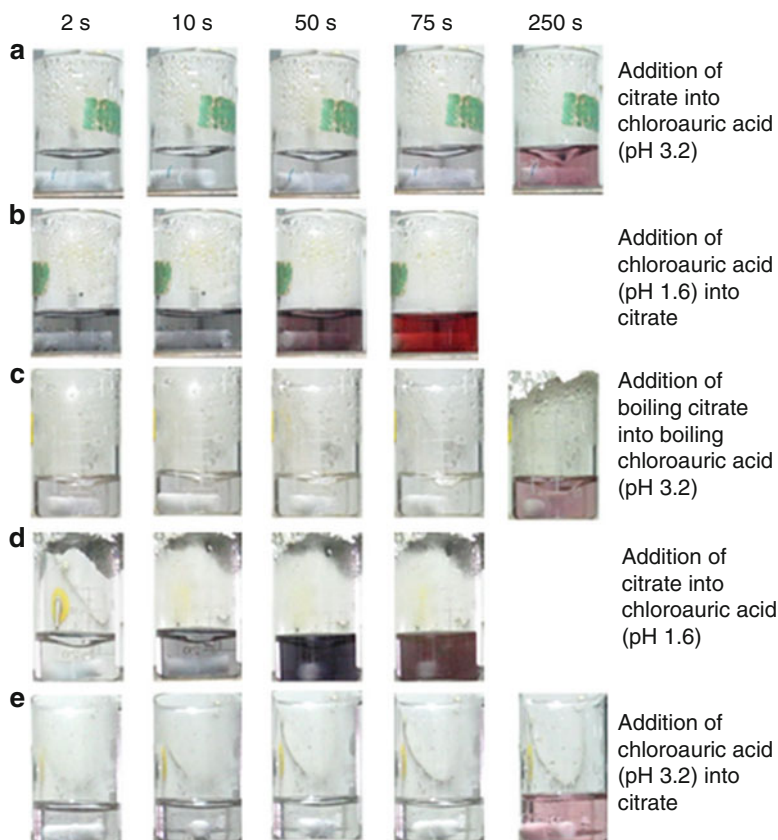 2 s 10 s 50 s 75 s 250 s
a
Addition of
citrate into
chloroauric acid
(pH 3.2)
b
Addition of
chloroauric acid
(pH 1.6) into
citrate
c
Addition of
boiling citrate
into boiling
chloroauric acid
(pH 3.2)
d
Addition of
citrate into
chloroauric acid
(pH 1.6)
e
Addition of
chloroauric acid
(pH 3.2) into
citrate